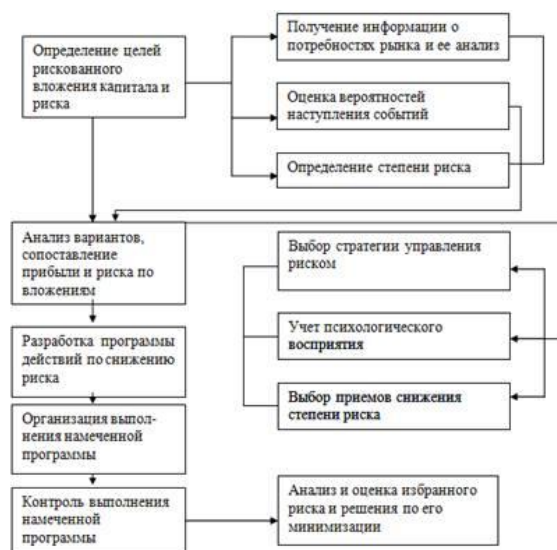 Определение целей
рискованного
вложения капитала и
риска
Получение информации о
потребностях рынка и ее анализ
Оценка вероятностей
наступления событий
Определение степени риска
Анализ вариантов,
сопоставление
прибыли и риска по
вложениям
Разработка программы
действий по снижению
риска
Организация выпол-
нения намеченной
программы
Контроль выполнения
намеченной
программы
Выбор стратегии управления
риском
Учет психологического
восприятия
Выбор приемов снижения
степени риска
Анализ и оценка избранного
риска и решения по его
минимизации